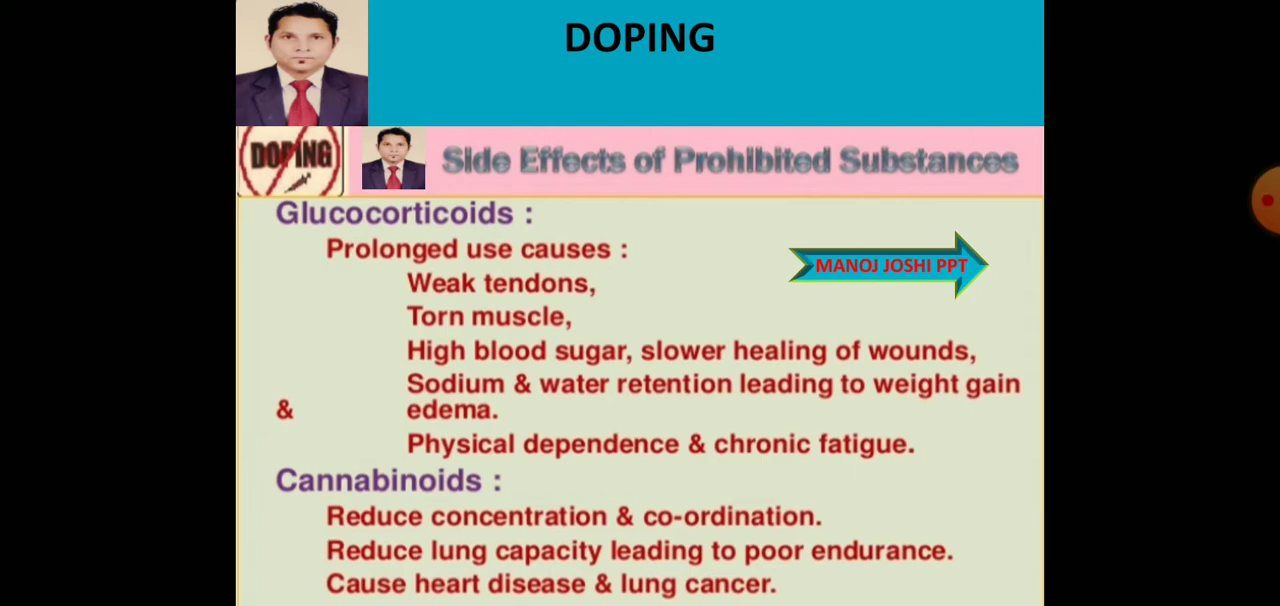 DOPING
DOPING
Side Effects of Prohibited Substances
Glucocorticoids :
Prolonged use causes :
MANOJ JOSHI PPT
Weak tendons,
Torn muscle,
High blood sugar, slower healing of wounds,
Sodium & water retention leading to weight gain
& edema.
Physical dependence & chronic fatigue.
Cannabinoids :
Reduce concentration & co-ordination.
Reduce lung capacity leading to poor endurance.
Cause heart disease & lung cancer.